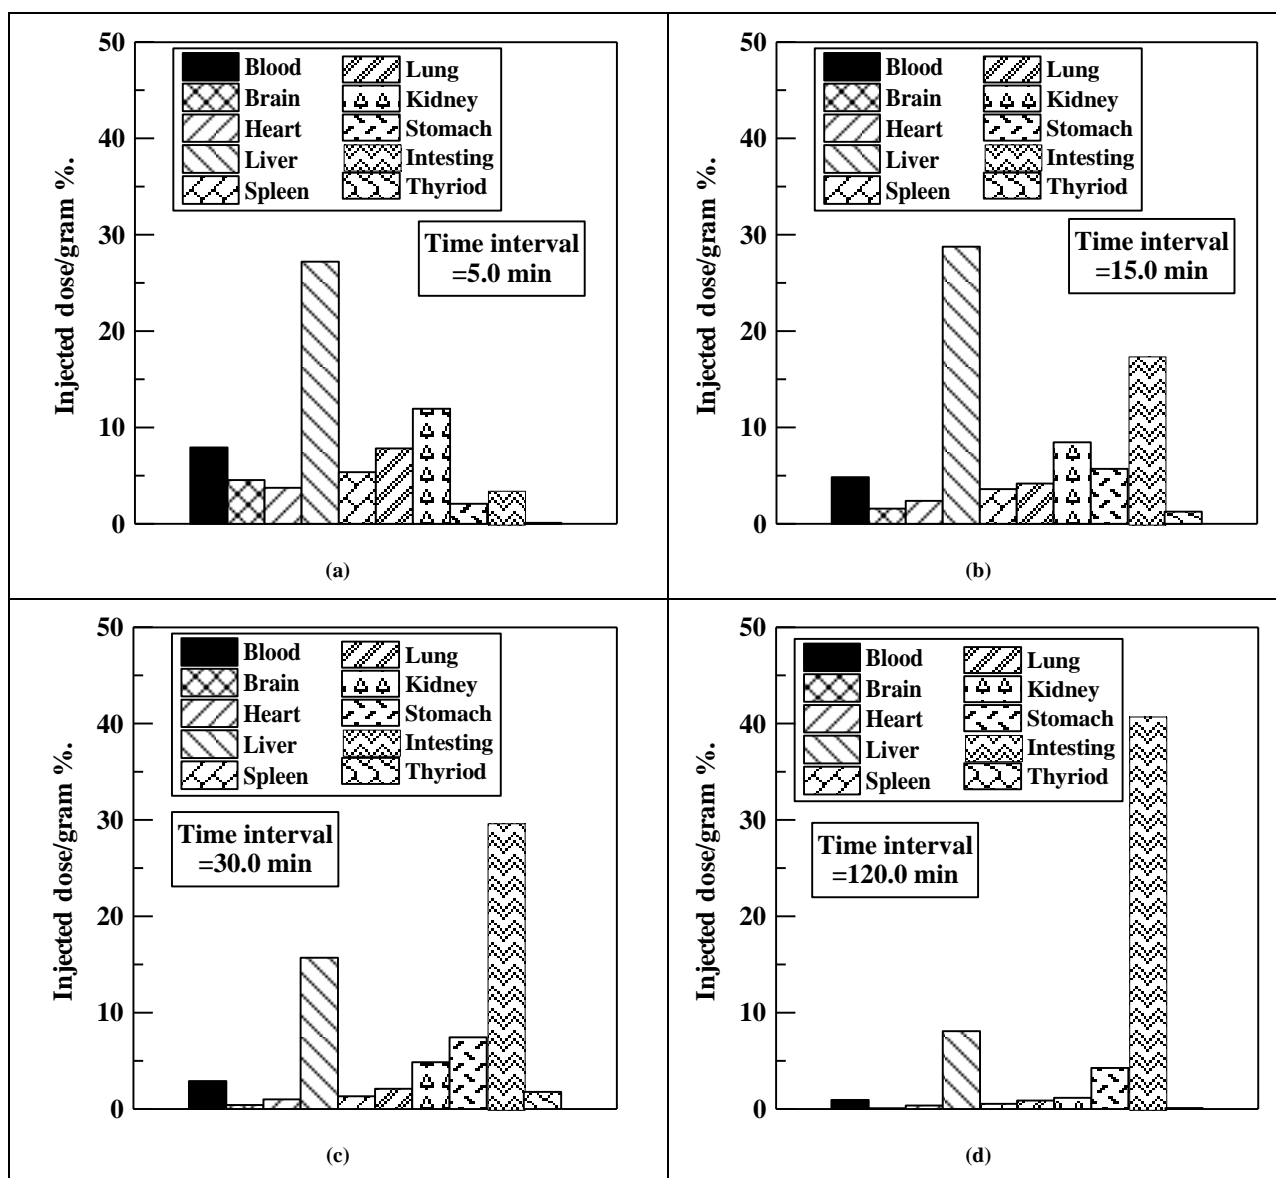 50
40
30
20
10
0
Injected dose/gram %.
Blood
Brain
Heart
Liver
Spleen
Lung
Kidney
Stomach
Intesting
Thyriod
Time interval
=5.0 min
(a)
50
40
30
20
10
0
Injected dose/gram %.
Blood
Brain
Heart
Liver
Spleen
Lung
Kidney
Stomach
Intesting
Thyriod
Time interval
=15.0 min
(b)
50
40
30
20
10
0
Injected dose/gram %.
Blood
Brain
Heart
Liver
Spleen
Lung
Kidney
Stomach
Intesting
Thyriod
Time interval
=30.0 min
(c)
50
40
30
20
10
0
Injected dose/gram %.
Blood
Brain
Heart
Liver
Spleen
Lung
Kidney
Stomach
Intesting
Thyriod
Time interval
=120.0 min
(d)